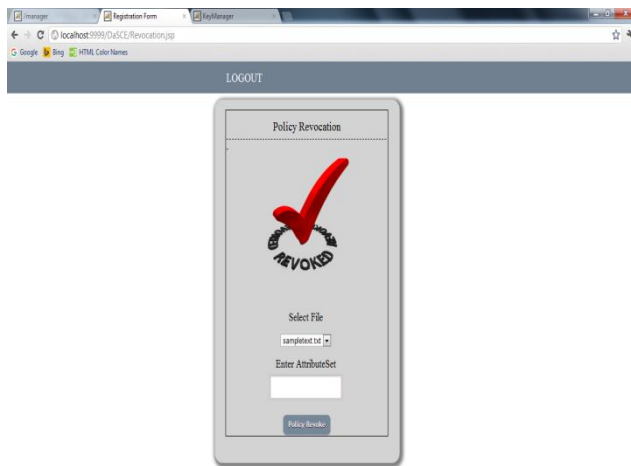 /manager
Registration Form
KeyManager
localhost:9999/DaSCE/Revocation.jsp
Google Bing HTML Color Names
LOGOUT
Policy Revocation
REVOKED
Select File
sampletext.txt
Enter AttributeSet
Policy Revoke